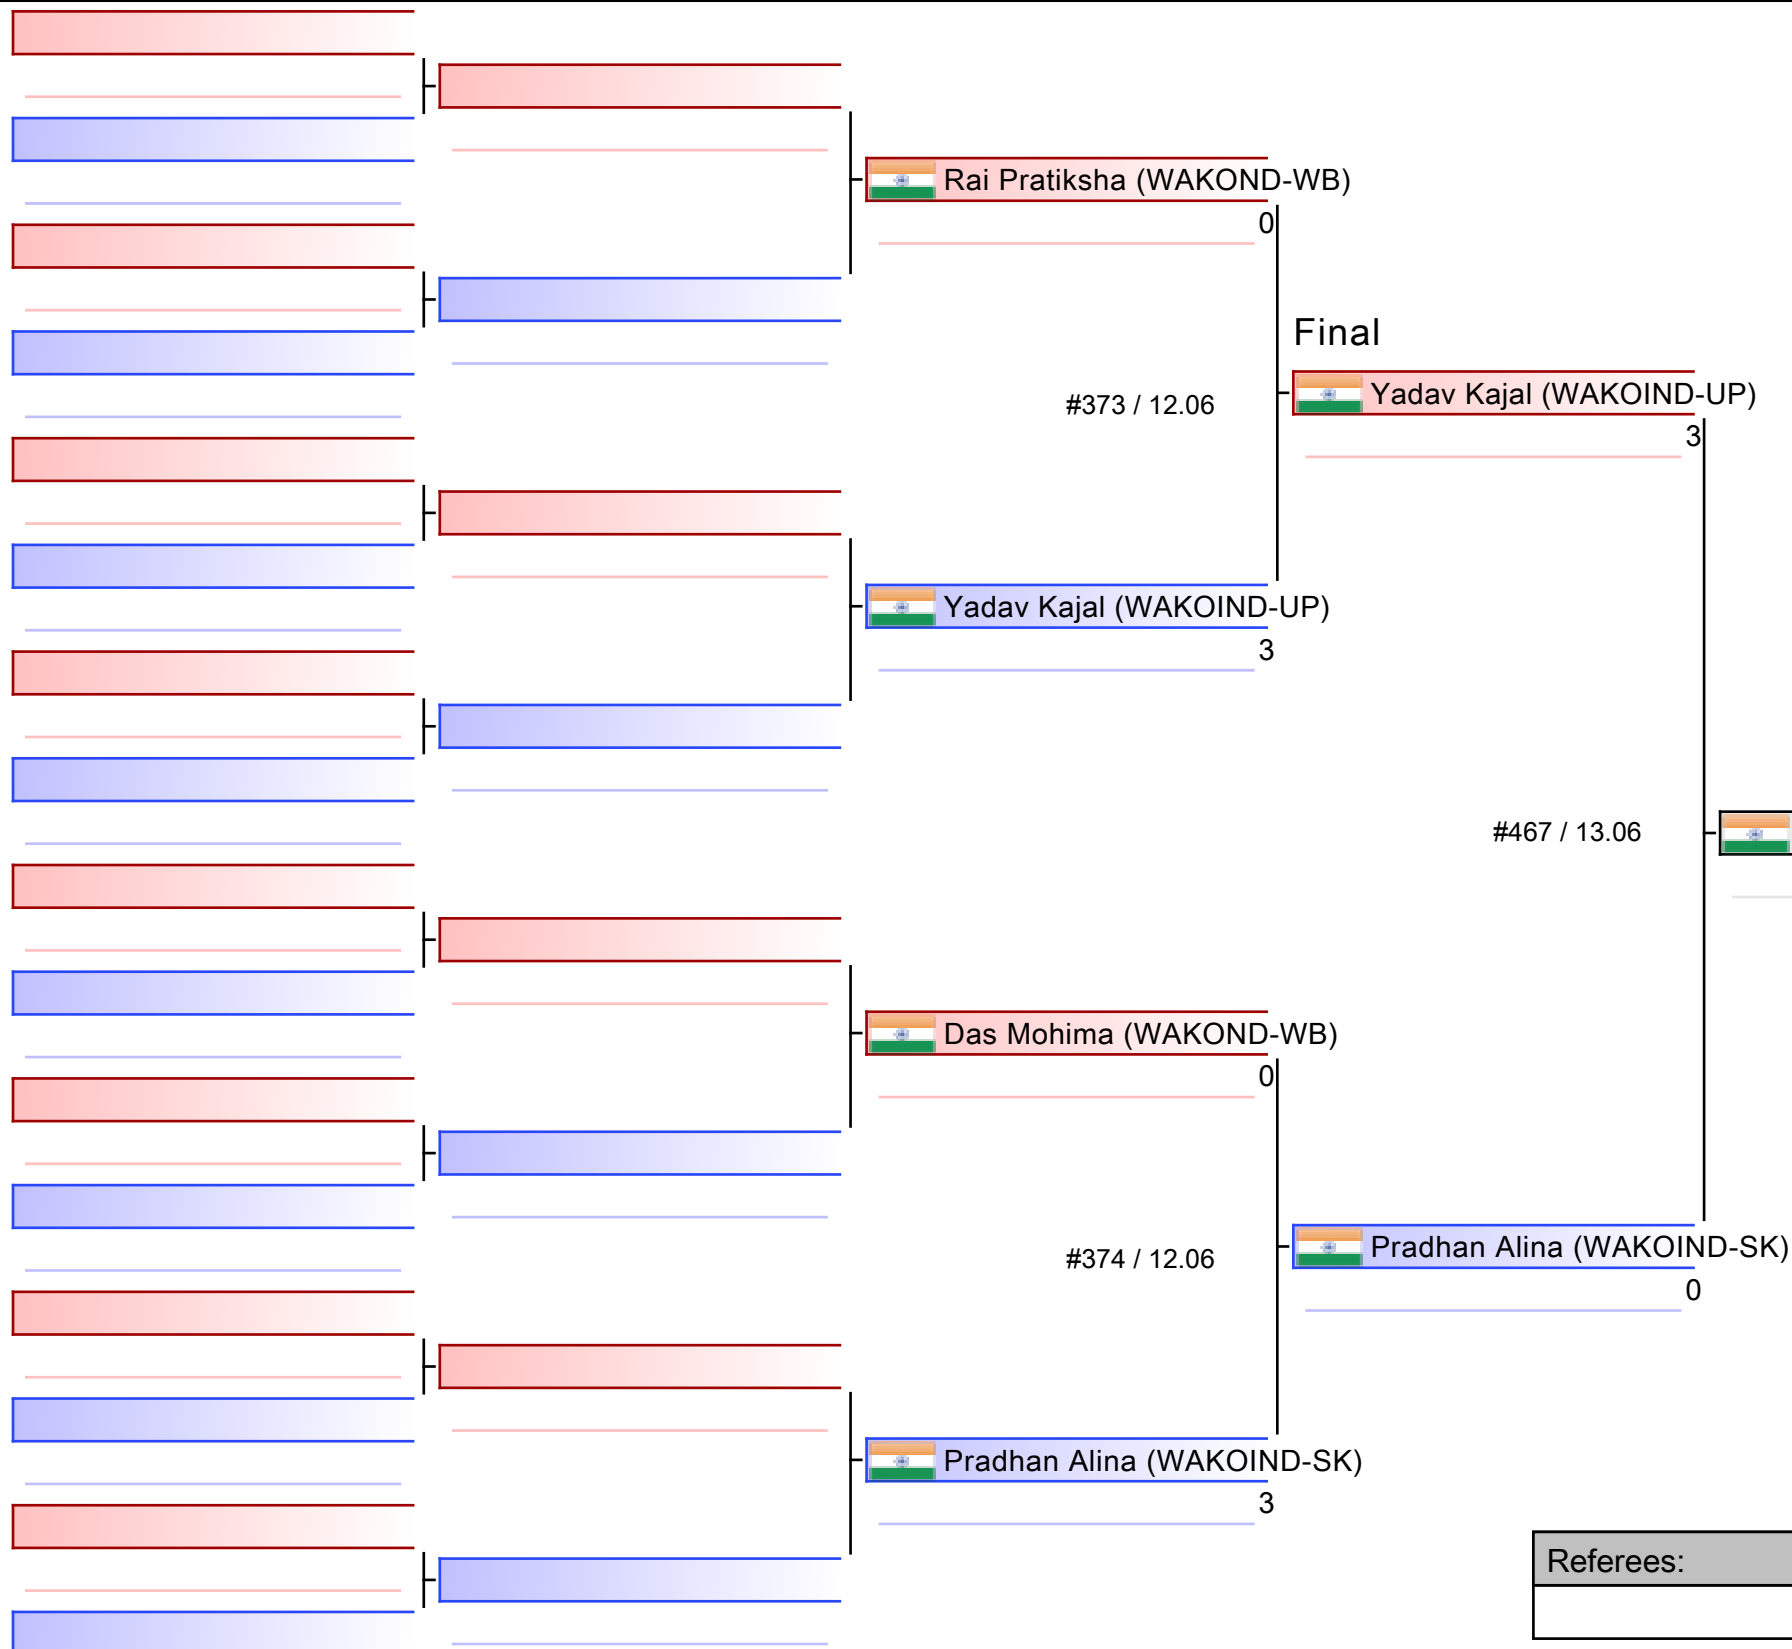 Rai Pratiksha (WAKOND-WB)
0
Final
#373 / 12.06
Yadav Kajal (WAKOIND-UP)
3
Yadav Kajal (WAKOIND-UP)
3
#467 / 13.06
Das Mohima (WAKOND-WB)
0
#374 / 12.06
Pradhan Alina (WAKOIND-SK)
0
Pradhan Alina (WAKOIND-SK)
3
Referees: